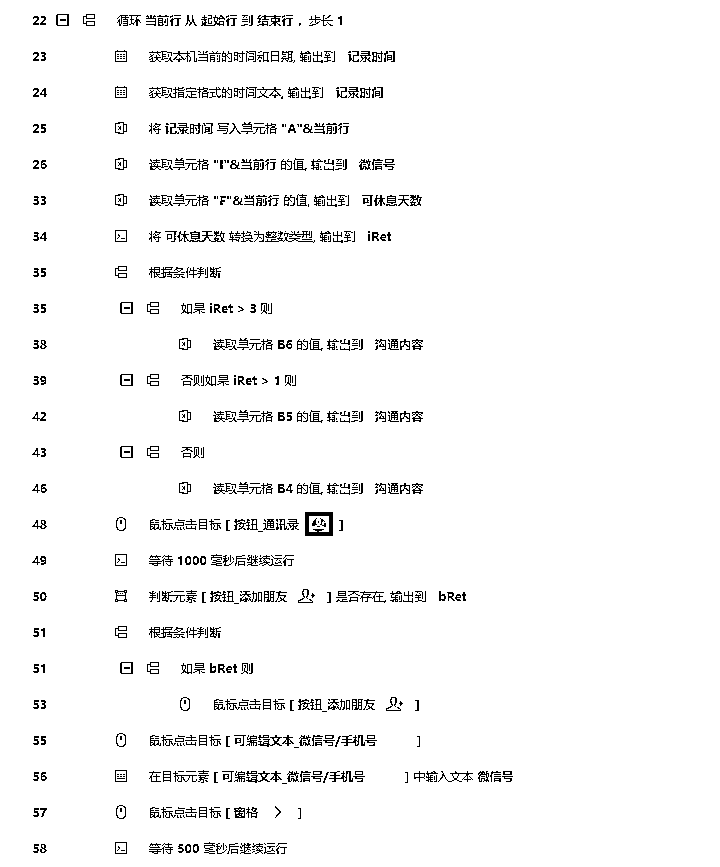 22 循环 当前行 从 起始行 到 结束行 , 步长 1
23 获取本机当前的时间和日期, 输出到 记录时间
24 获取指定格式的时间文本, 输出到 记录时间
25 将 记录时间 写入单元格 "A"&当前行
26 读取单元格 &当前行 的值, 输出到 微信号
33 读取单元格 "F"&当前行 的值, 输出到 可休息天数
34 将 可休息天数 转换为整数类型, 输出到 iRet
35 根据条件判断
35 如果 iRet > 3 则
38 读取单元格 B6 的值, 输出到 沟通内容
39 否则如果 iRet > 1 则
42 读取单元格 B5 的值, 输出到 沟通内容
43 否则
46 读取单元格 B4 的值, 输出到 沟通内容
48 鼠标点击目标 [ 按钮_通讯录 ]
49 等待 1000 毫秒后继续运行
50 判断元素 [ 按钮_添加朋友 ] 是否存在, 输出到 bRet
51 根据条件判断
51 如果 bRet 则
53 鼠标点击目标 [ 按钮_添加朋友 ]
55 鼠标点击目标 [ 可编辑文本_微信号/手机号 ]
56 在目标元素 [ 可编辑文本_微信号/手机号 ] 中输入文本 微信号
57 鼠标点击目标 [ 窗格 ]
58 等待 500 毫秒后继续运行